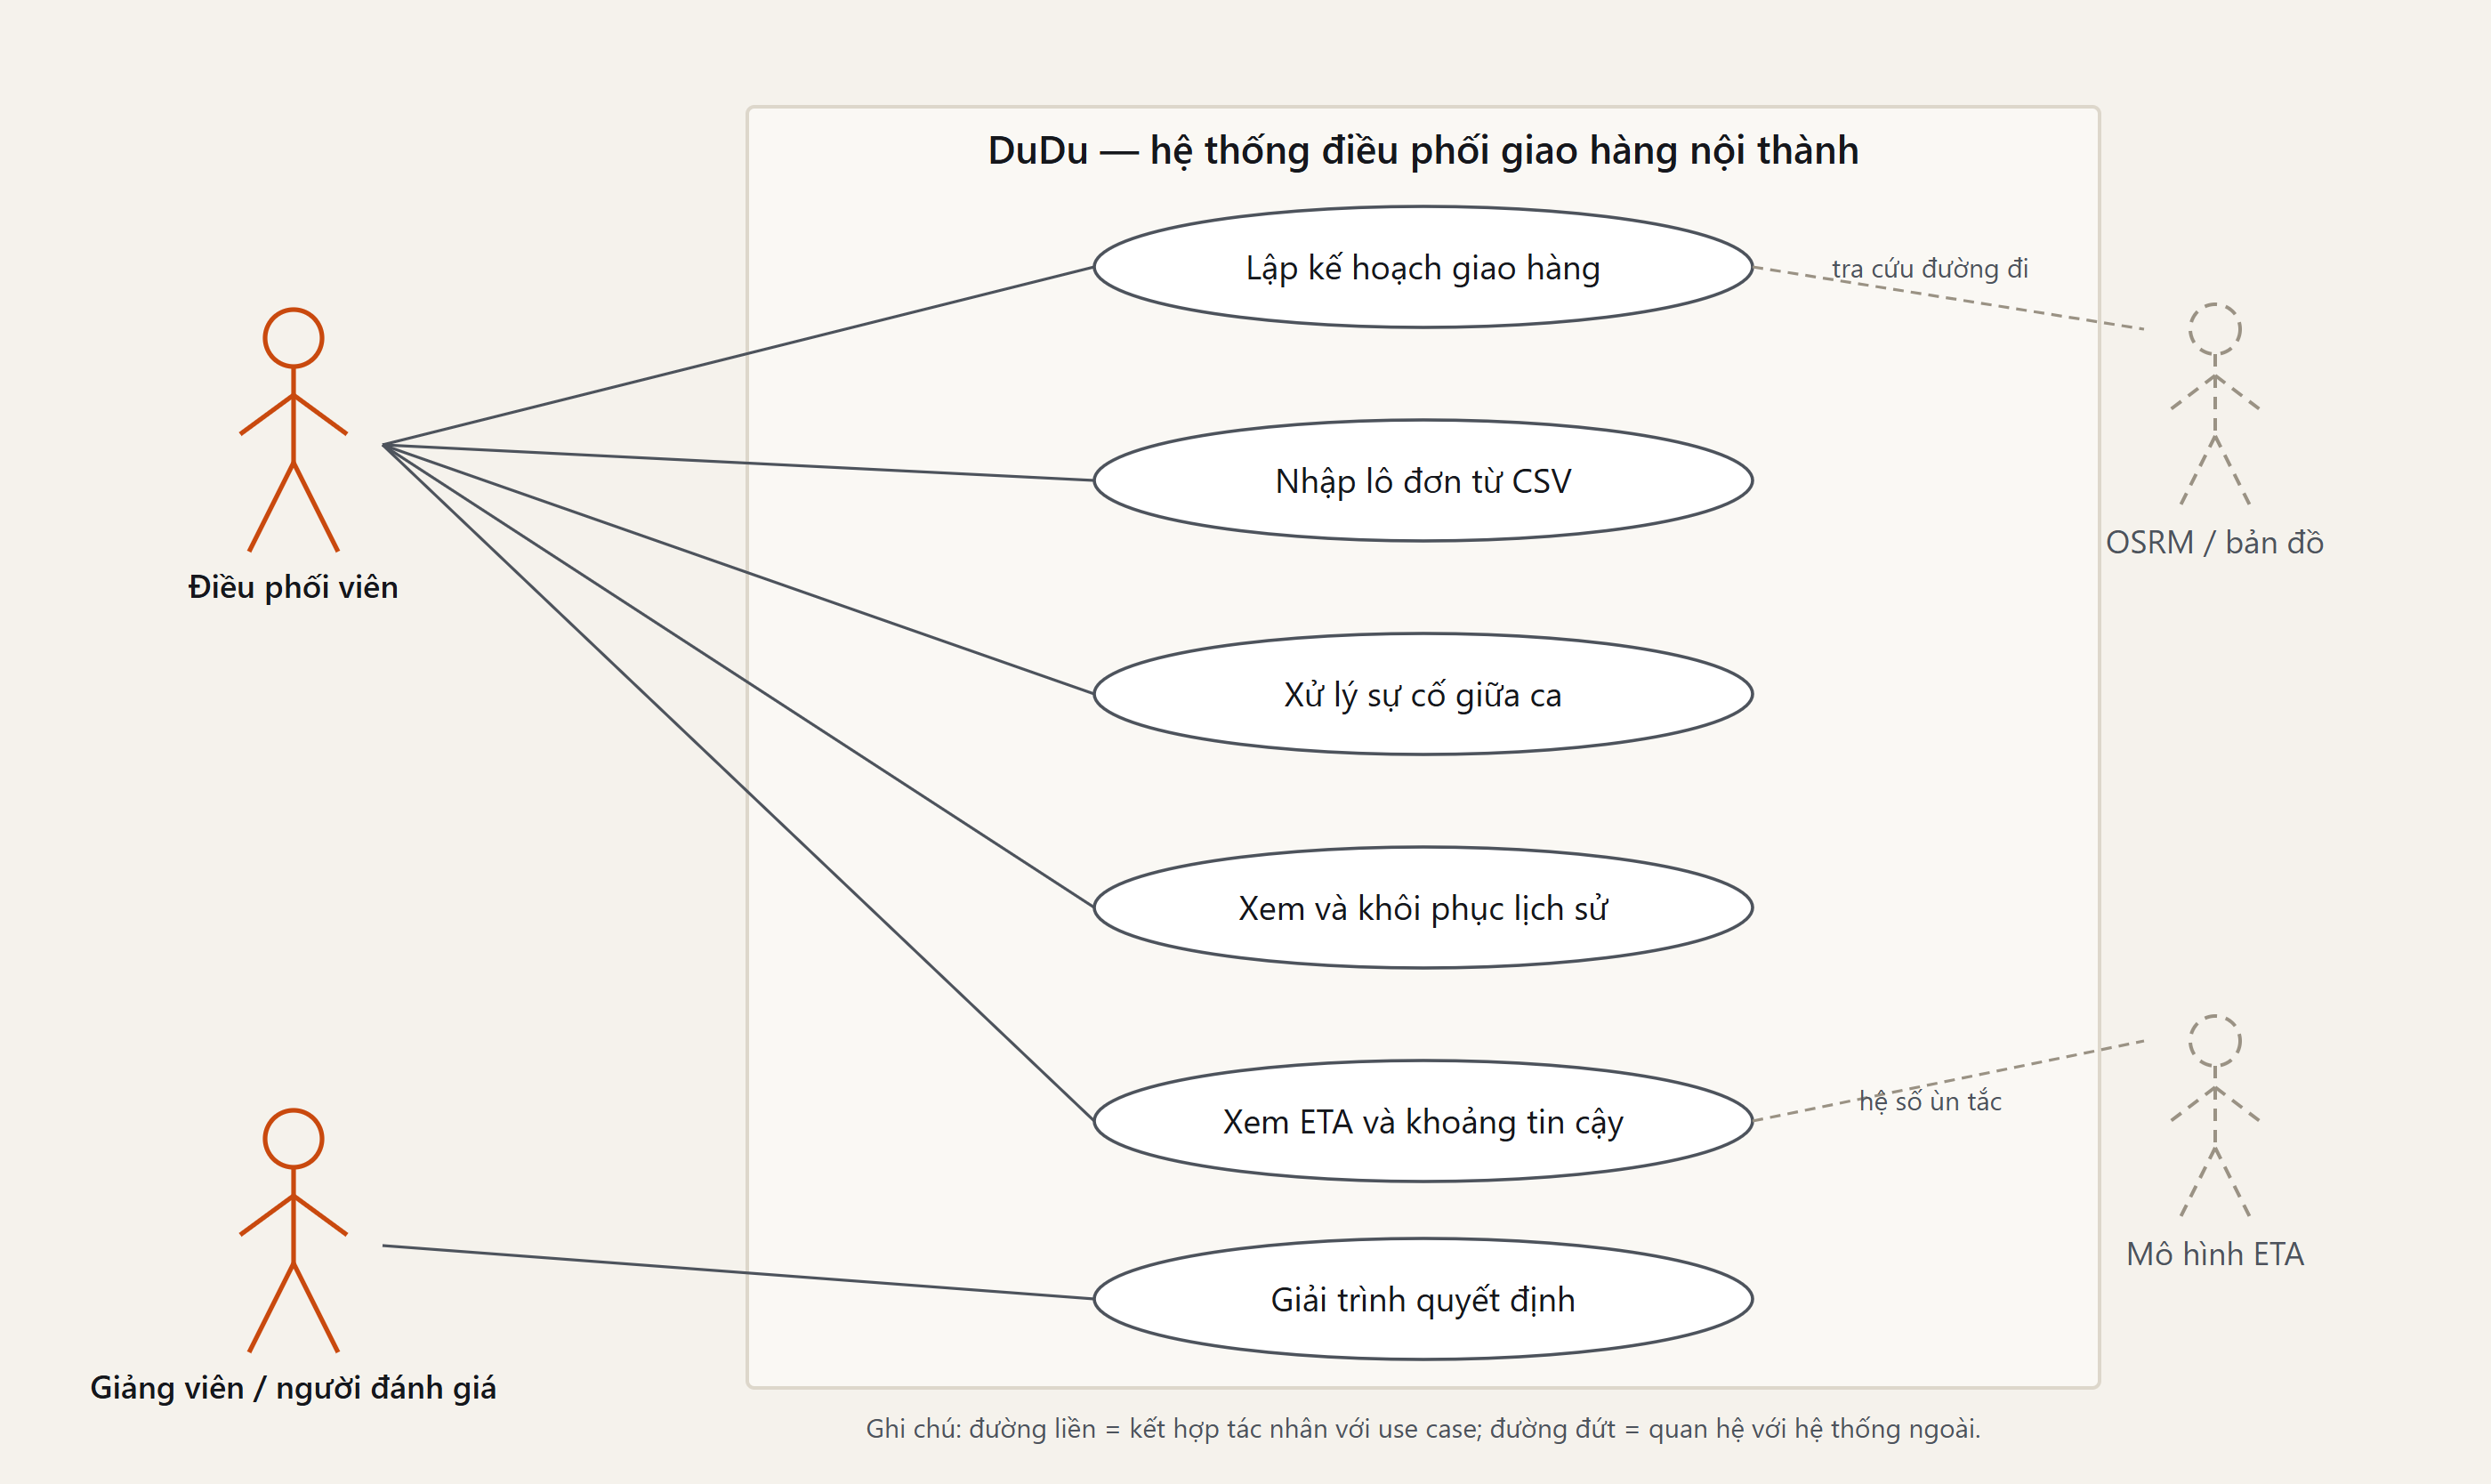 DuDu — hệ thống điều phối giao hàng nội thành
Lập kế hoạch giao hàng
tra cứu đường đi
Nhập lô đơn từ CSV
OSRM / bản đồ
Điều phối viên
Xử lý sự cố giữa ca
Xem và khôi phục lịch sử
hệ số ùn tắc
Xem ETA và khoảng tin cậy
Mô hình ETA
Giải trình quyết định
Giảng viên / người đánh giá
Ghi chú: đường liền = kết hợp tác nhân với use case; đường đứt = quan hệ với hệ thống ngoài.